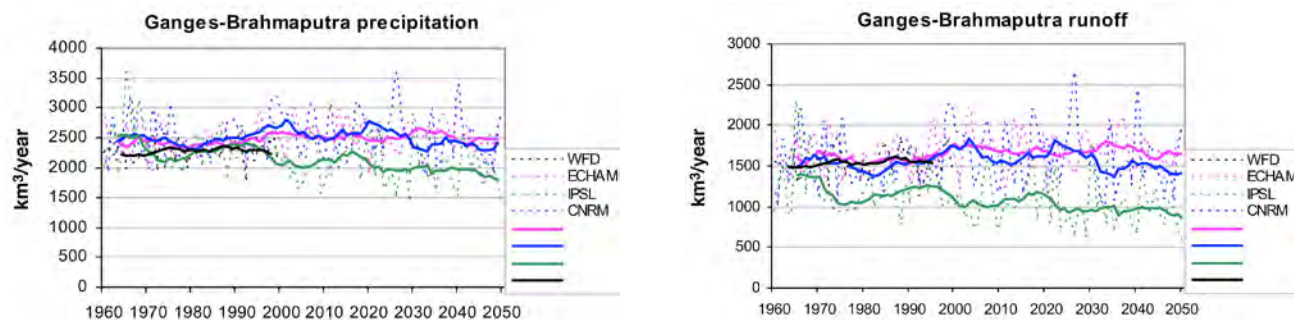 Ganges-Brahmaputra precipitation
km³/year
4000
3500
3000
2500
2000
1500
1000
500
0
1960 1970 1980 1990 2000 2010 2020 2030 2040 2050
WFD
ECHAM
IPSL
CNRM
Ganges-Brahmaputra runoff
km³/year
3000
2500
2000
1500
1000
500
0
1960 1970 1980 1990 2000 2010 2020 2030 2040 2050
WFD
ECHAM
IPSL
CNRM